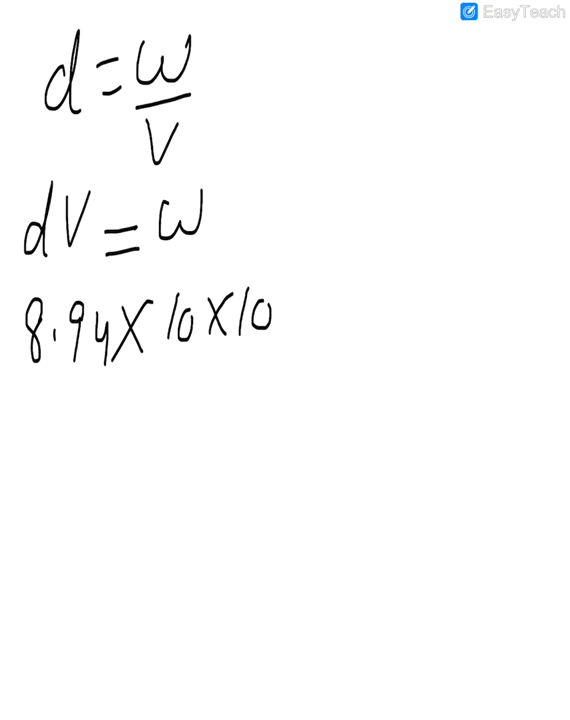 EasyTeach
d = w
V
dV = w
8.94 X 10 X 10